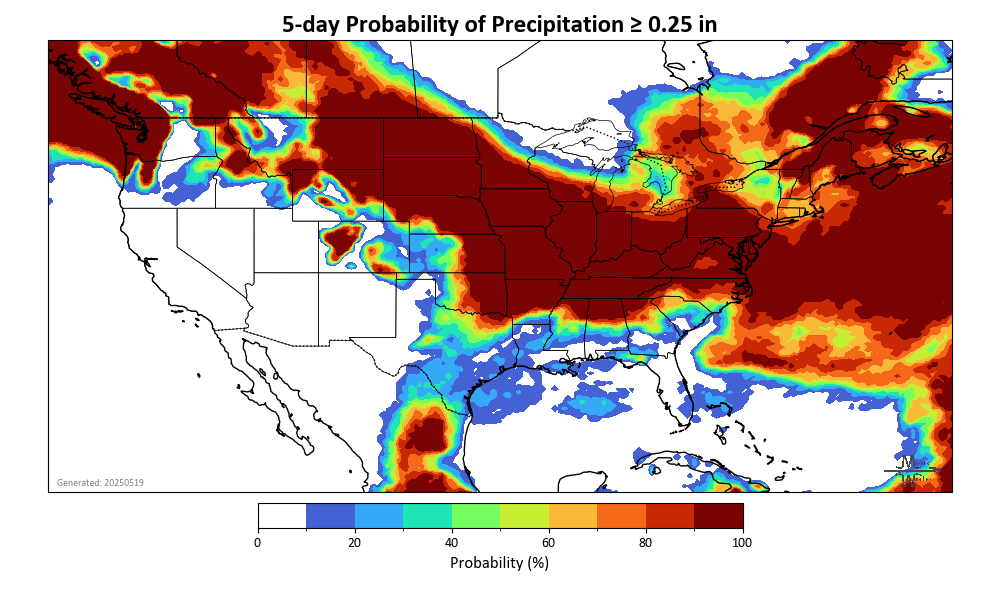 5-day Probability of Precipitation ≥ 0.25 in
Generated: 20250519
0 20 40 60 80 100
Probability (%)